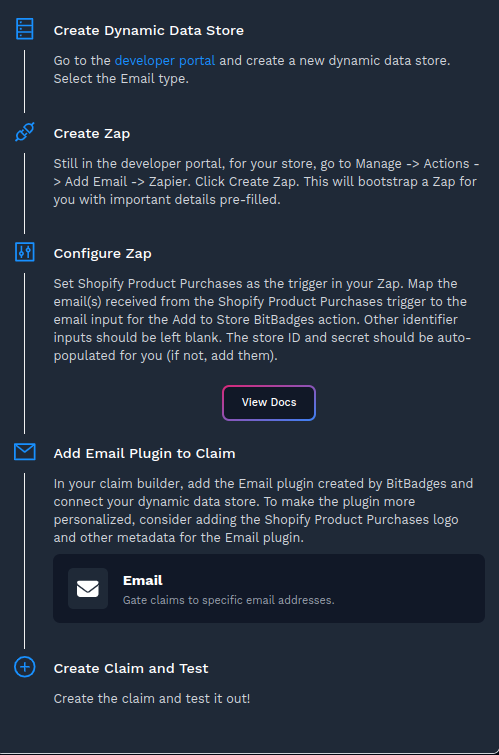 Create Dynamic Data Store
Go to the developer portal and create a new dynamic data store.
Select the Email type.
Create Zap
Still in the developer portal, for your store, go to Manage -> Actions -
> Add Email -> Zapier. Click Create Zap. This will bootstrap a Zap for
you with important details pre-filled.
Configure Zap
Set Shopify Product Purchases as the trigger in your Zap. Map the
email(s) received from the Shopify Product Purchases trigger to the
email input for the Add to Store BitBadges action. Other identifier
inputs should be left blank. The store ID and secret should be auto-
populated for you (if not, add them).
View Docs
Add Email Plugin to Claim
In your claim builder, add the Email plugin created by BitBadges and
connect your dynamic data store. To make the plugin more
personalized, consider adding the Shopify Product Purchases logo
and other metadata for the Email plugin.
Email
Gate claims to specific email addresses.
Create Claim and Test
Create the claim and test it out!